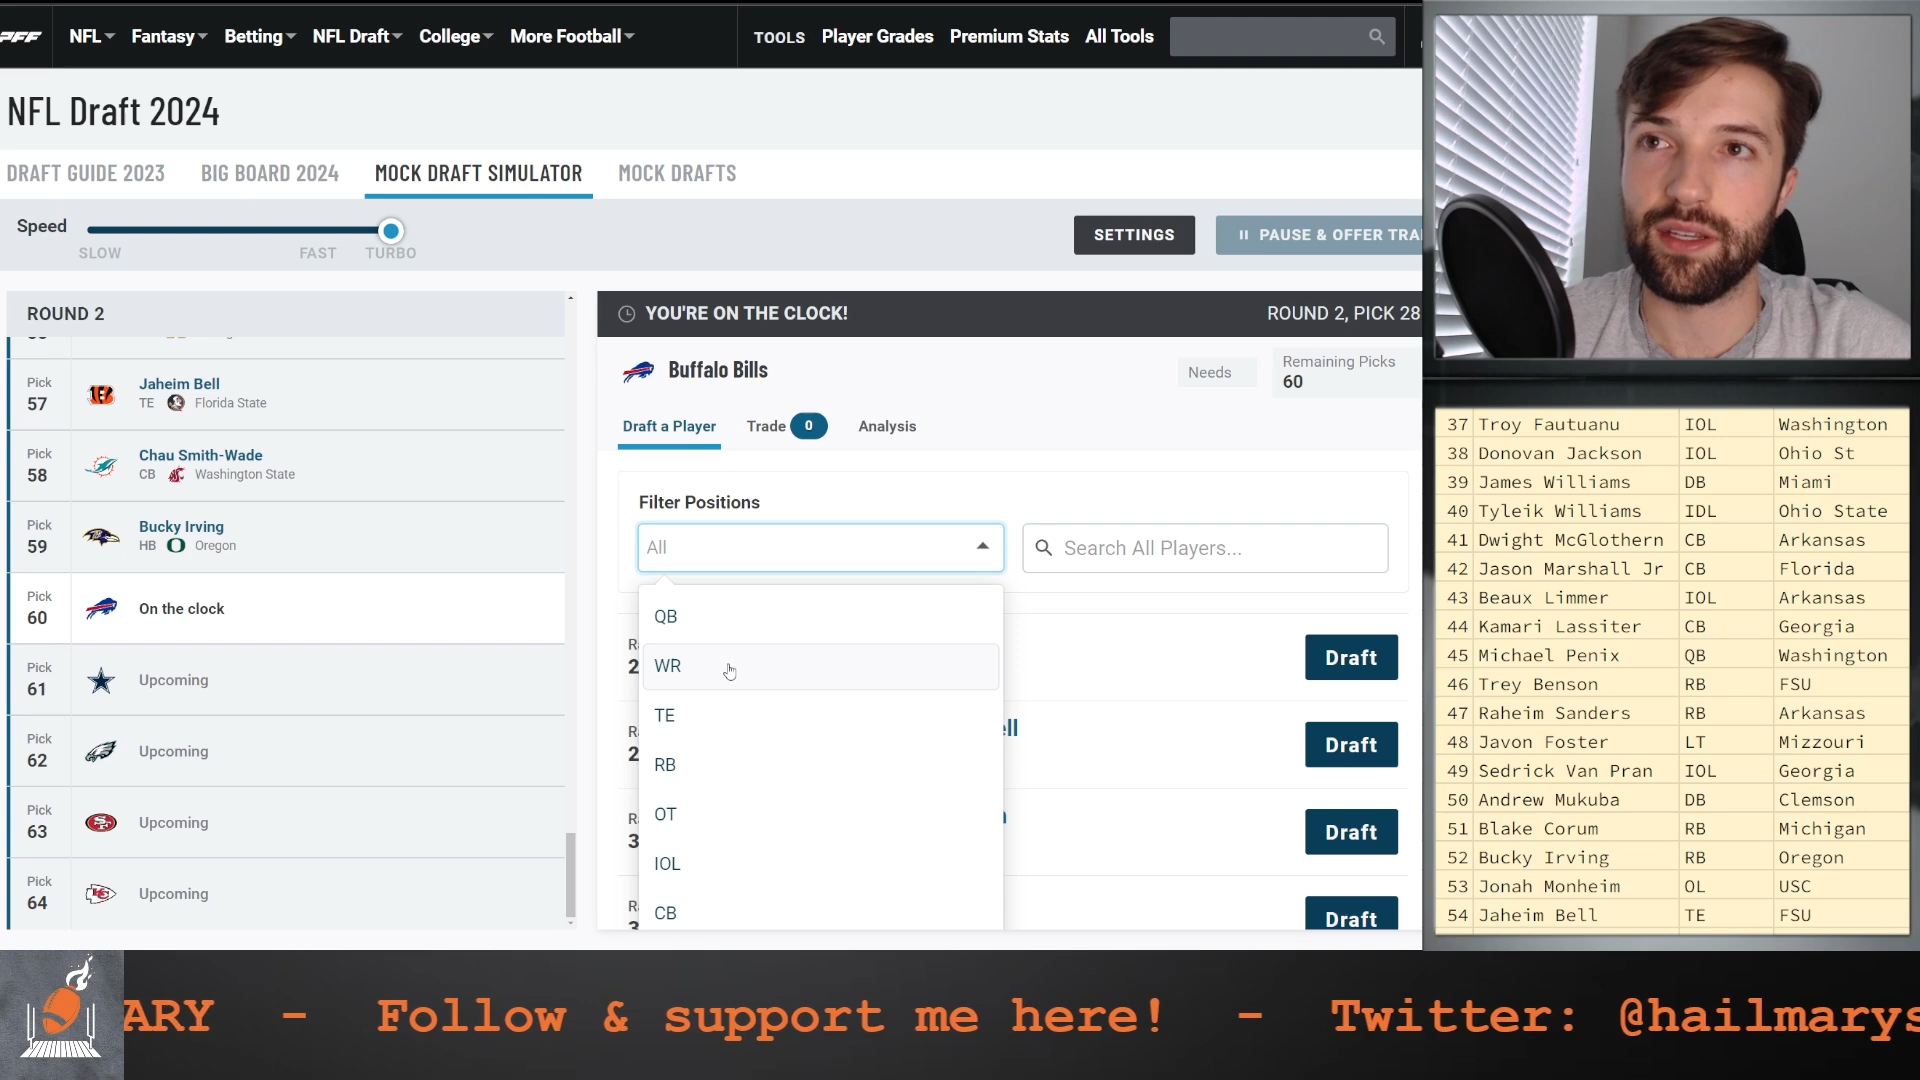 PFF NFL Fantasy Betting NFL Draft College More Football TOOLS Player Grades Premium Stats All Tools
NFL Draft 2024
DRAFT GUIDE 2023 BIG BOARD 2024 MOCK DRAFT SIMULATOR MOCK DRAFTS
Speed
SLOW FAST TURBO
SETTINGS PAUSE & OFFER TRA
ROUND 2
Pick 57 Jaheim Bell
TE Florida State
Pick 58 Chau Smith-Wade
CB Washington State
Pick 59 Bucky Irving
HB Oregon
Pick 60 On the clock
Pick 61 Upcoming
Pick 62 Upcoming
Pick 63 Upcoming
Pick 64 Upcoming
YOU'RE ON THE CLOCK! ROUND 2, PICK 28
Buffalo Bills
Needs
Remaining Picks
60
Draft a Player Trade 0 Analysis
Filter Positions
All Search All Players...
QB
WR
TE
RB
OT
IOL
CB
Draft
Draft
Draft
Draft
37 Troy Fautuanu IOL Washington
38 Donovan Jackson IOL Ohio St
39 James Williams DB Miami
40 Tyleik Williams IDL Ohio State
41 Dwight McGlothern CB Arkansas
42 Jason Marshall Jr CB Florida
43 Beaux Limmer IOL Arkansas
44 Kamari Lassiter CB Georgia
45 Michael Penix QB Washington
46 Trey Benson RB FSU
47 Raheim Sanders RB Arkansas
48 Javon Foster LT Mizzouri
49 Sedrick Van Pran IOL Georgia
50 Andrew Mukuba DB Clemson
51 Blake Corum RB Michigan
52 Bucky Irving RB Oregon
53 Jonah Monheim OL USC
54 Jaheim Bell TE FSU
ARY - Follow & support me here! - Twitter: @hailmarys